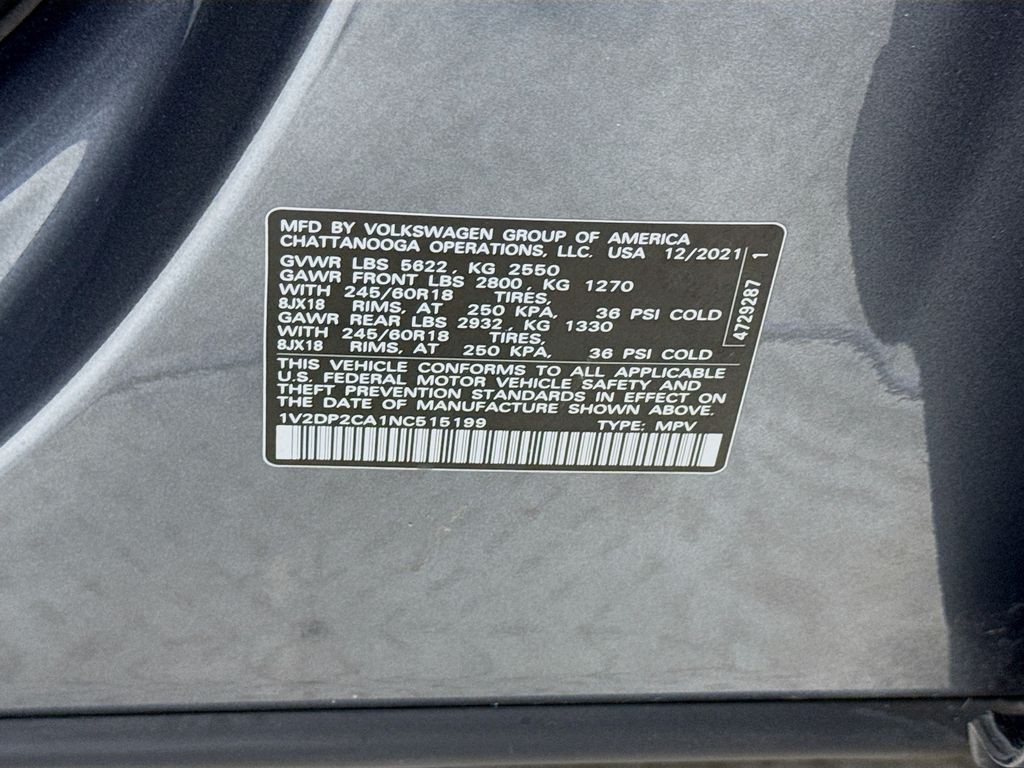 MFD BY VOLKSWAGEN GROUP OF AMERICA
CHATTANOOGA OPERATIONS, LLC. USA 12/2021
GVWR LBS 5622, KG 2550
GAWR FRONT LBS 2800, KG 1270
WITH 245/60R18 TIRES,
8JX18 RIMS, AT 250 KPA, 36 PSI COLD
GAWR REAR LBS 2932, KG 1330
WITH 245/60R18 TIRES,
8JX18 RIMS, AT 250 KPA, 36 PSI COLD
4729287 1
THIS VEHICLE CONFORMS TO ALL APPLICABLE
U.S. FEDERAL MOTOR VEHICLE SAFETY AND
THEFT PREVENTION STANDARDS IN EFFECT ON
THE DATE OF MANUFACTURE SHOWN ABOVE.
1V2DP2CA1NC515199 TYPE: MPV